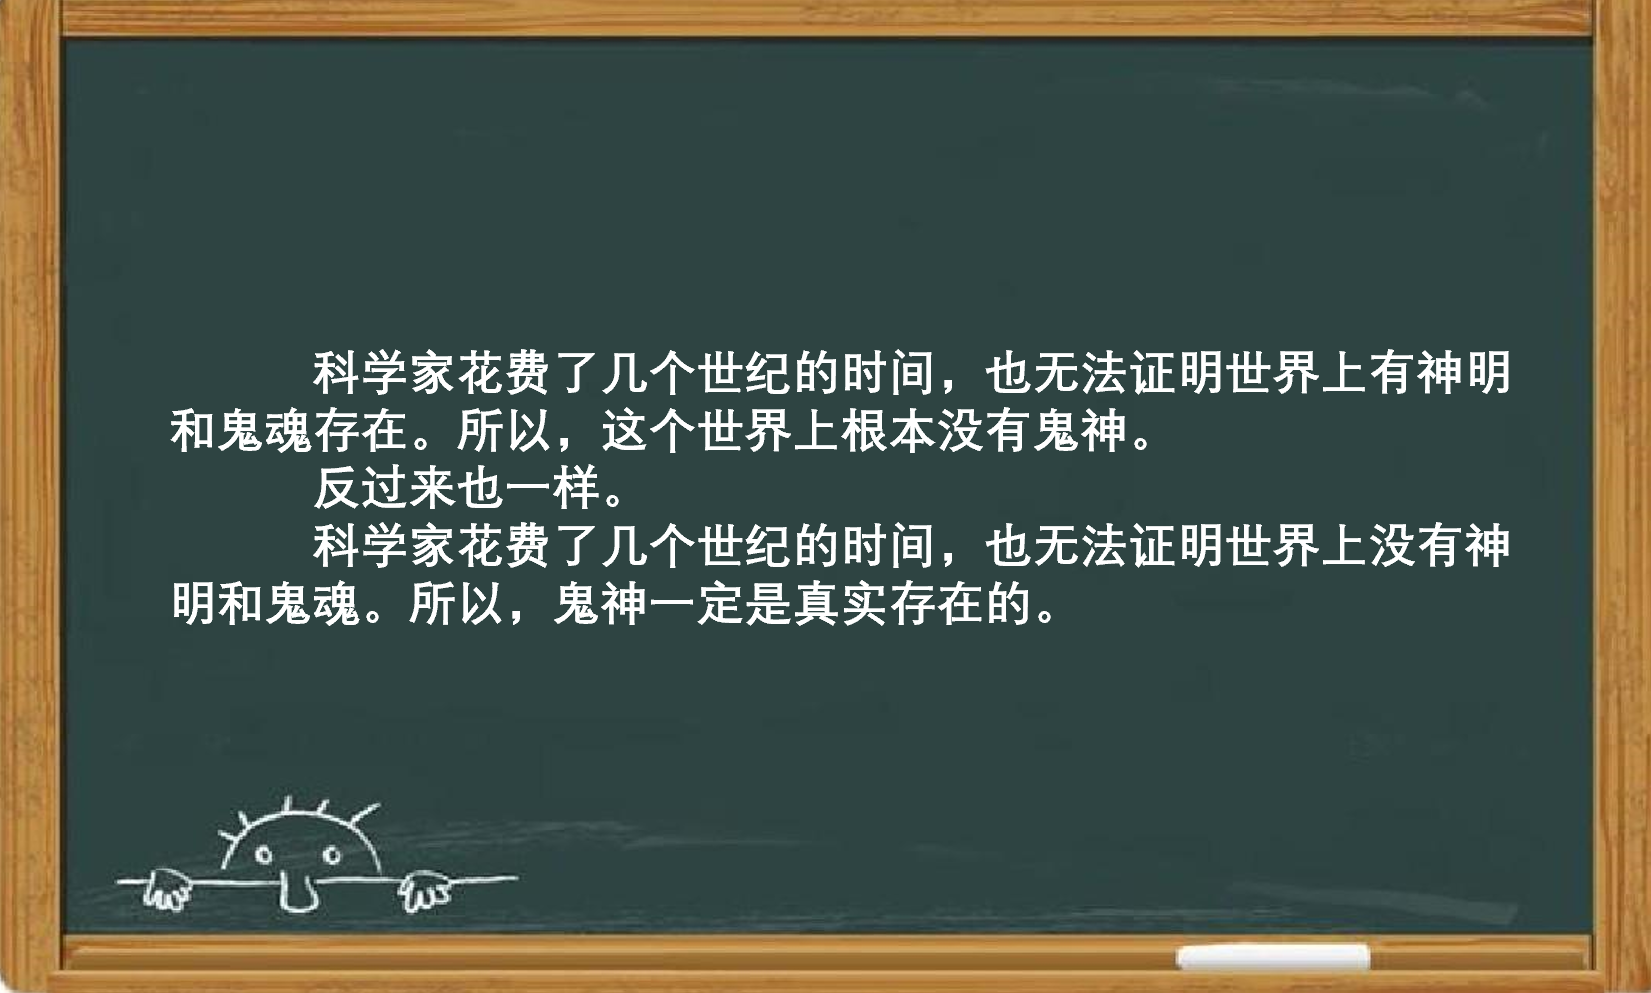 科学家花费了几个世纪的时间，也无法证明世界上有神明
和鬼魂存在。所以，这个世界上根本没有鬼神。
反过来也一样。
科学家花费了几个世纪的时间，也无法证明世界上没有神
明和鬼魂。所以，鬼神一定是真实存在的。